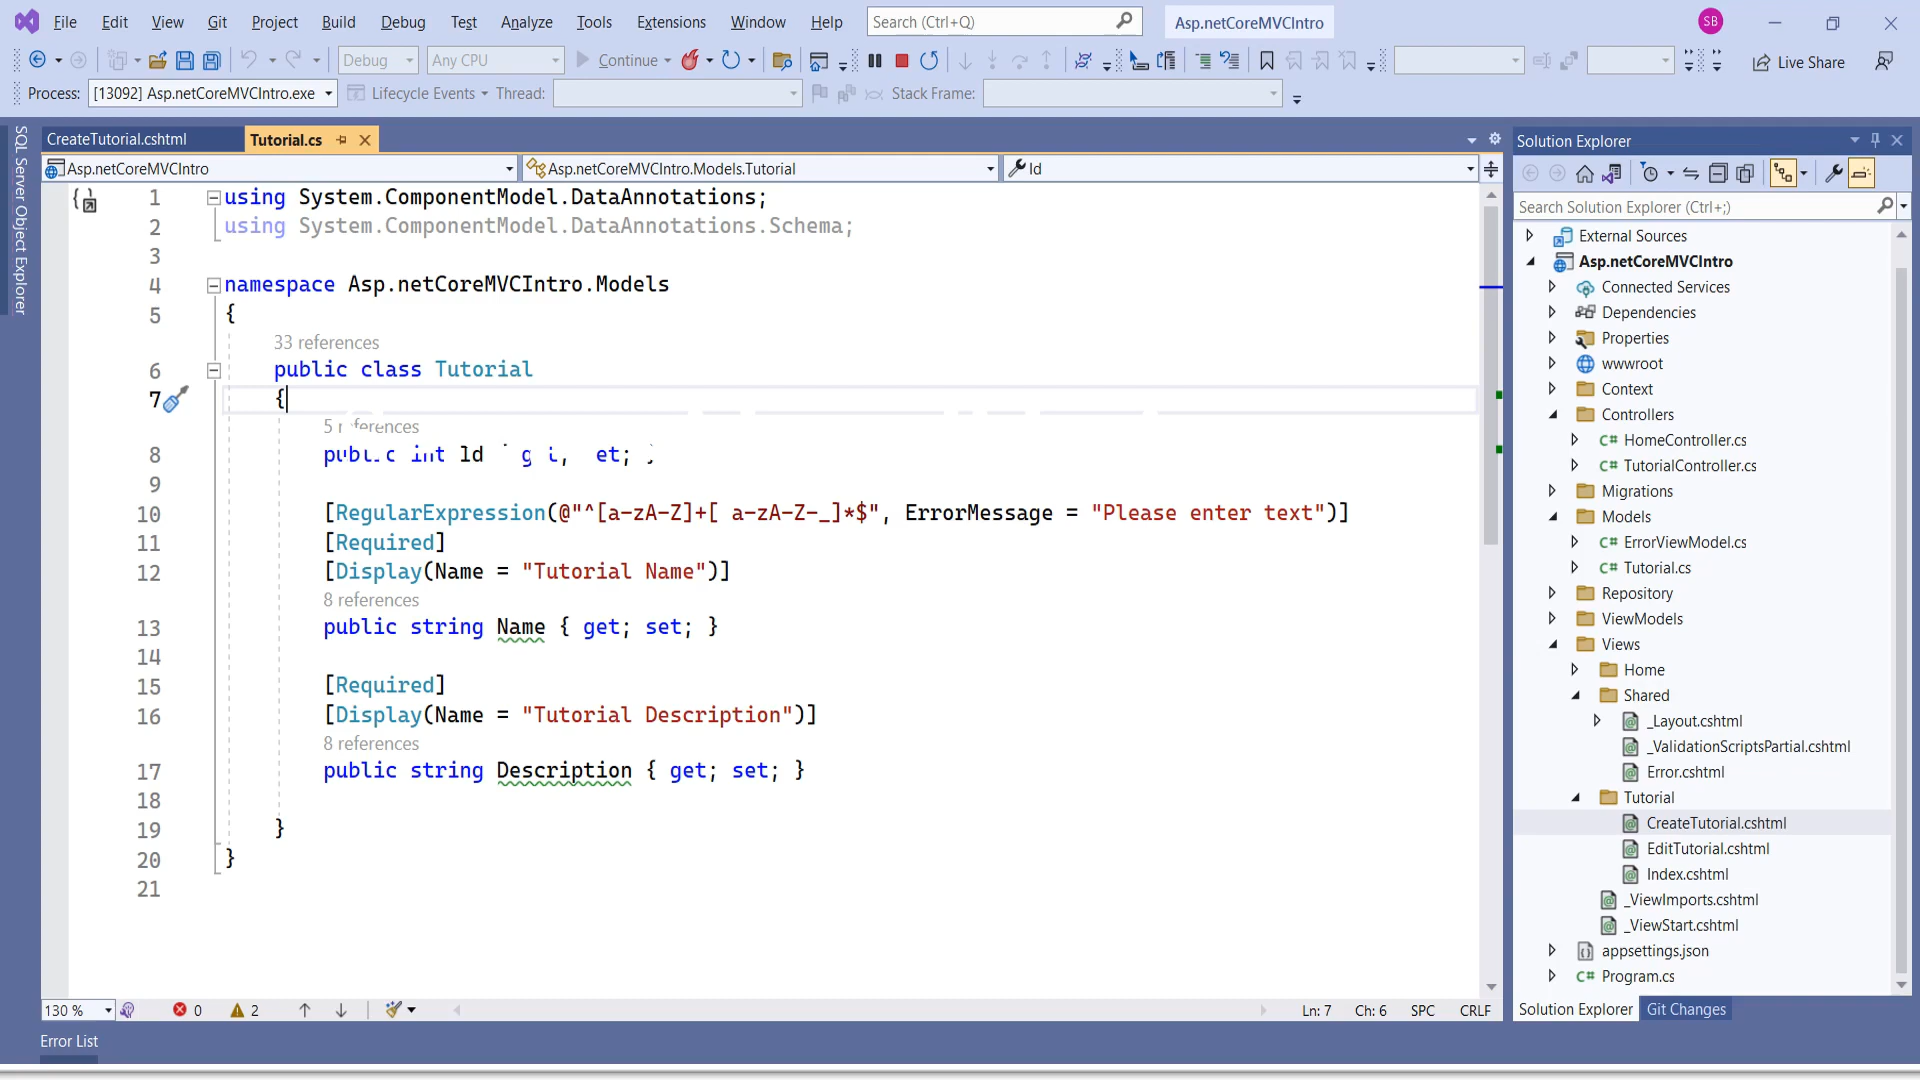 File Edit View Git Project Build Debug Test Analyze Tools Extensions Window Help Search (Ctrl+Q) Asp.netCoreMVCIntro SB
Debug Any CPU Continue Live Share
Process: [13092] Asp.netCoreMVCIntro.exe Lifecycle Events Thread: Stack Frame:
SQL Server Object Explorer
CreateTutorial.cshtml Tutorial.cs
Asp.netCoreMVCIntro Asp.netCoreMVCIntro.Models.Tutorial Id
1 using System.ComponentModel.DataAnnotations;
2 using System.ComponentModel.DataAnnotations.Schema;
3
4 namespace Asp.netCoreMVCIntro.Models
5 {
33 references
6 public class Tutorial
7 {
5 references
8 public int Id { get; set; }
9
10 [RegularExpression(@"^[a-zA-Z]+[ a-zA-Z-_]*$", ErrorMessage = "Please enter text")]
11 [Required]
12 [Display(Name = "Tutorial Name")]
8 references
13 public string Name { get; set; }
14
15 [Required]
16 [Display(Name = "Tutorial Description")]
8 references
17 public string Description { get; set; }
18
19 }
20 }
21
130 % 0 2 Ln: 7 Ch: 6 SPC CRLF
Error List
Solution Explorer
Search Solution Explorer (Ctrl+;)
External Sources
Asp.netCoreMVCIntro
Connected Services
Dependencies
Properties
wwwroot
Context
Controllers
C# HomeController.cs
C# TutorialController.cs
Migrations
Models
C# ErrorViewModel.cs
C# Tutorial.cs
Repository
ViewModels
Views
Home
Shared
_Layout.cshtml
_ValidationScriptsPartial.cshtml
Error.cshtml
Tutorial
CreateTutorial.cshtml
EditTutorial.cshtml
Index.cshtml
_ViewImports.cshtml
_ViewStart.cshtml
appsettings.json
C# Program.cs
Solution Explorer Git Changes